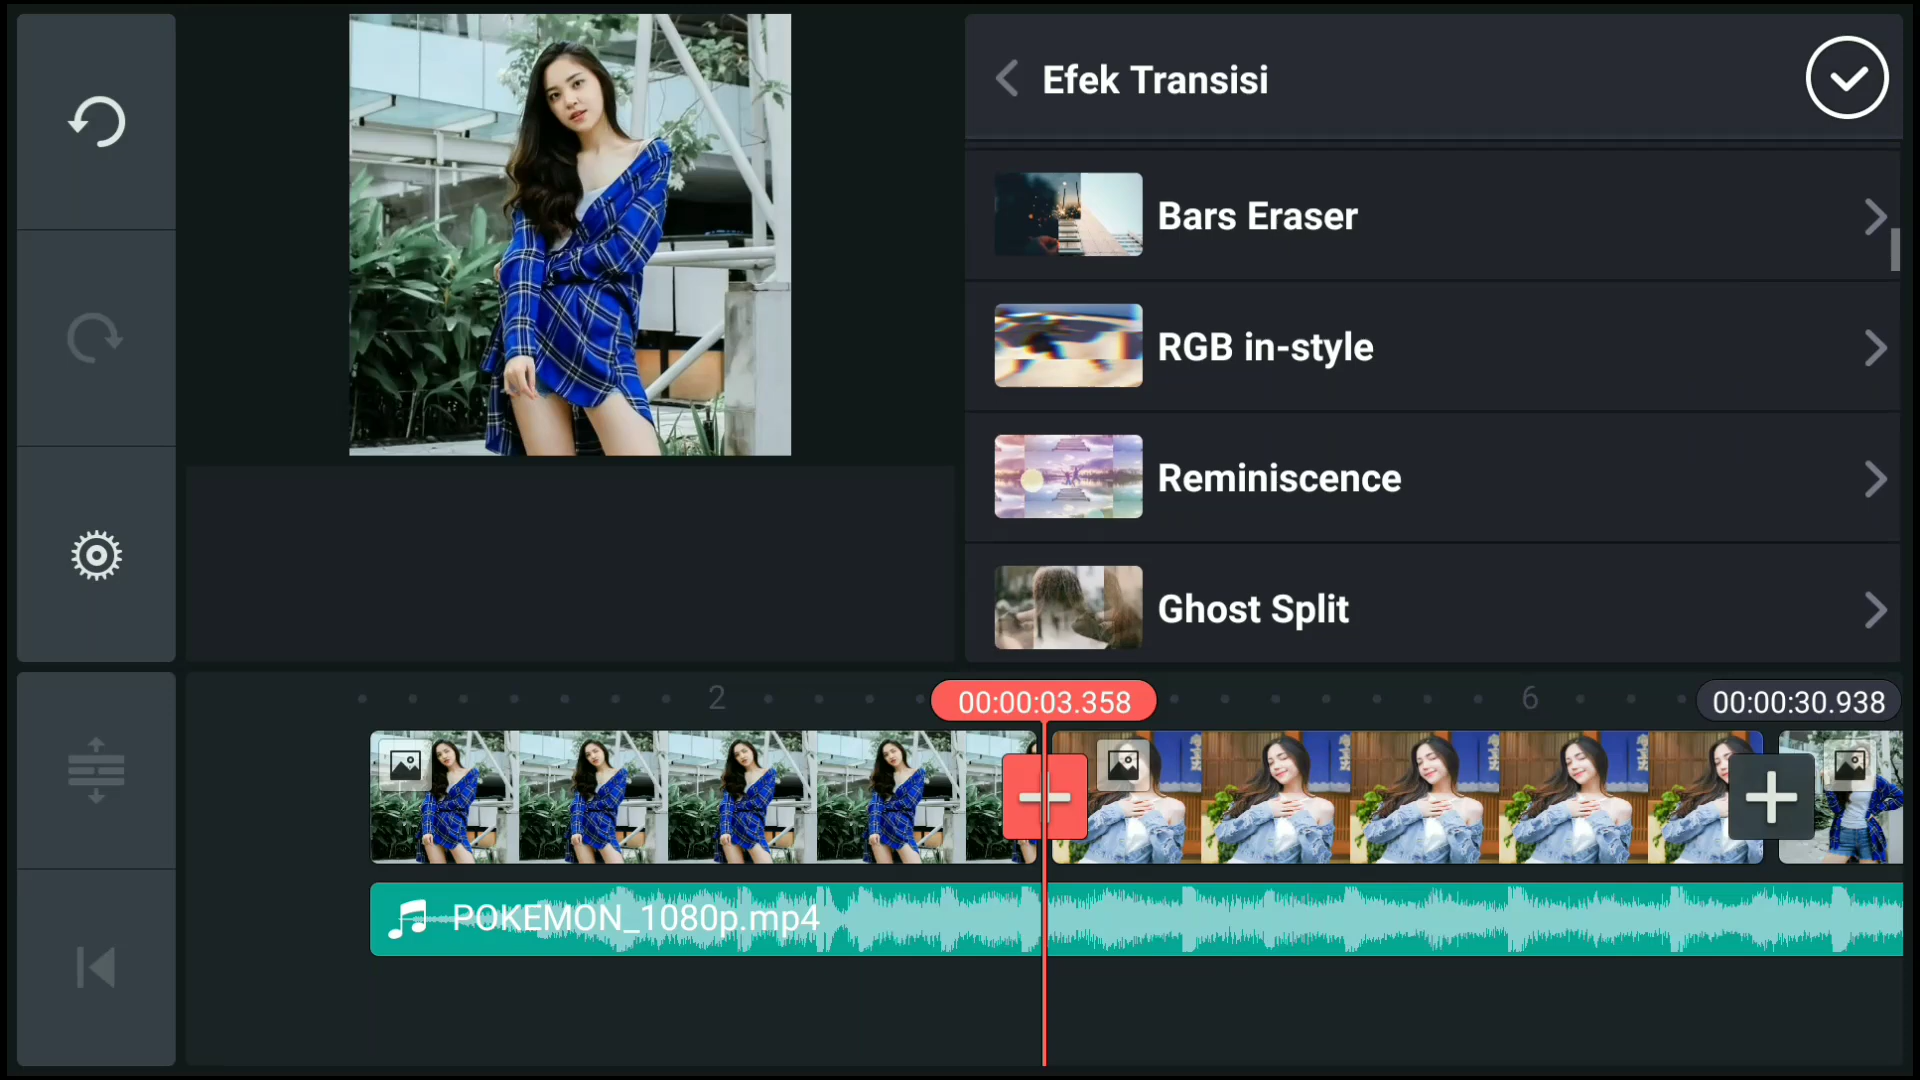 Efek Transisi
Bars Eraser
RGB in-style
Reminiscence
Ghost Split
2
00:00:03.358
6
00:00:30.938
POKEMON_1080p.mp4